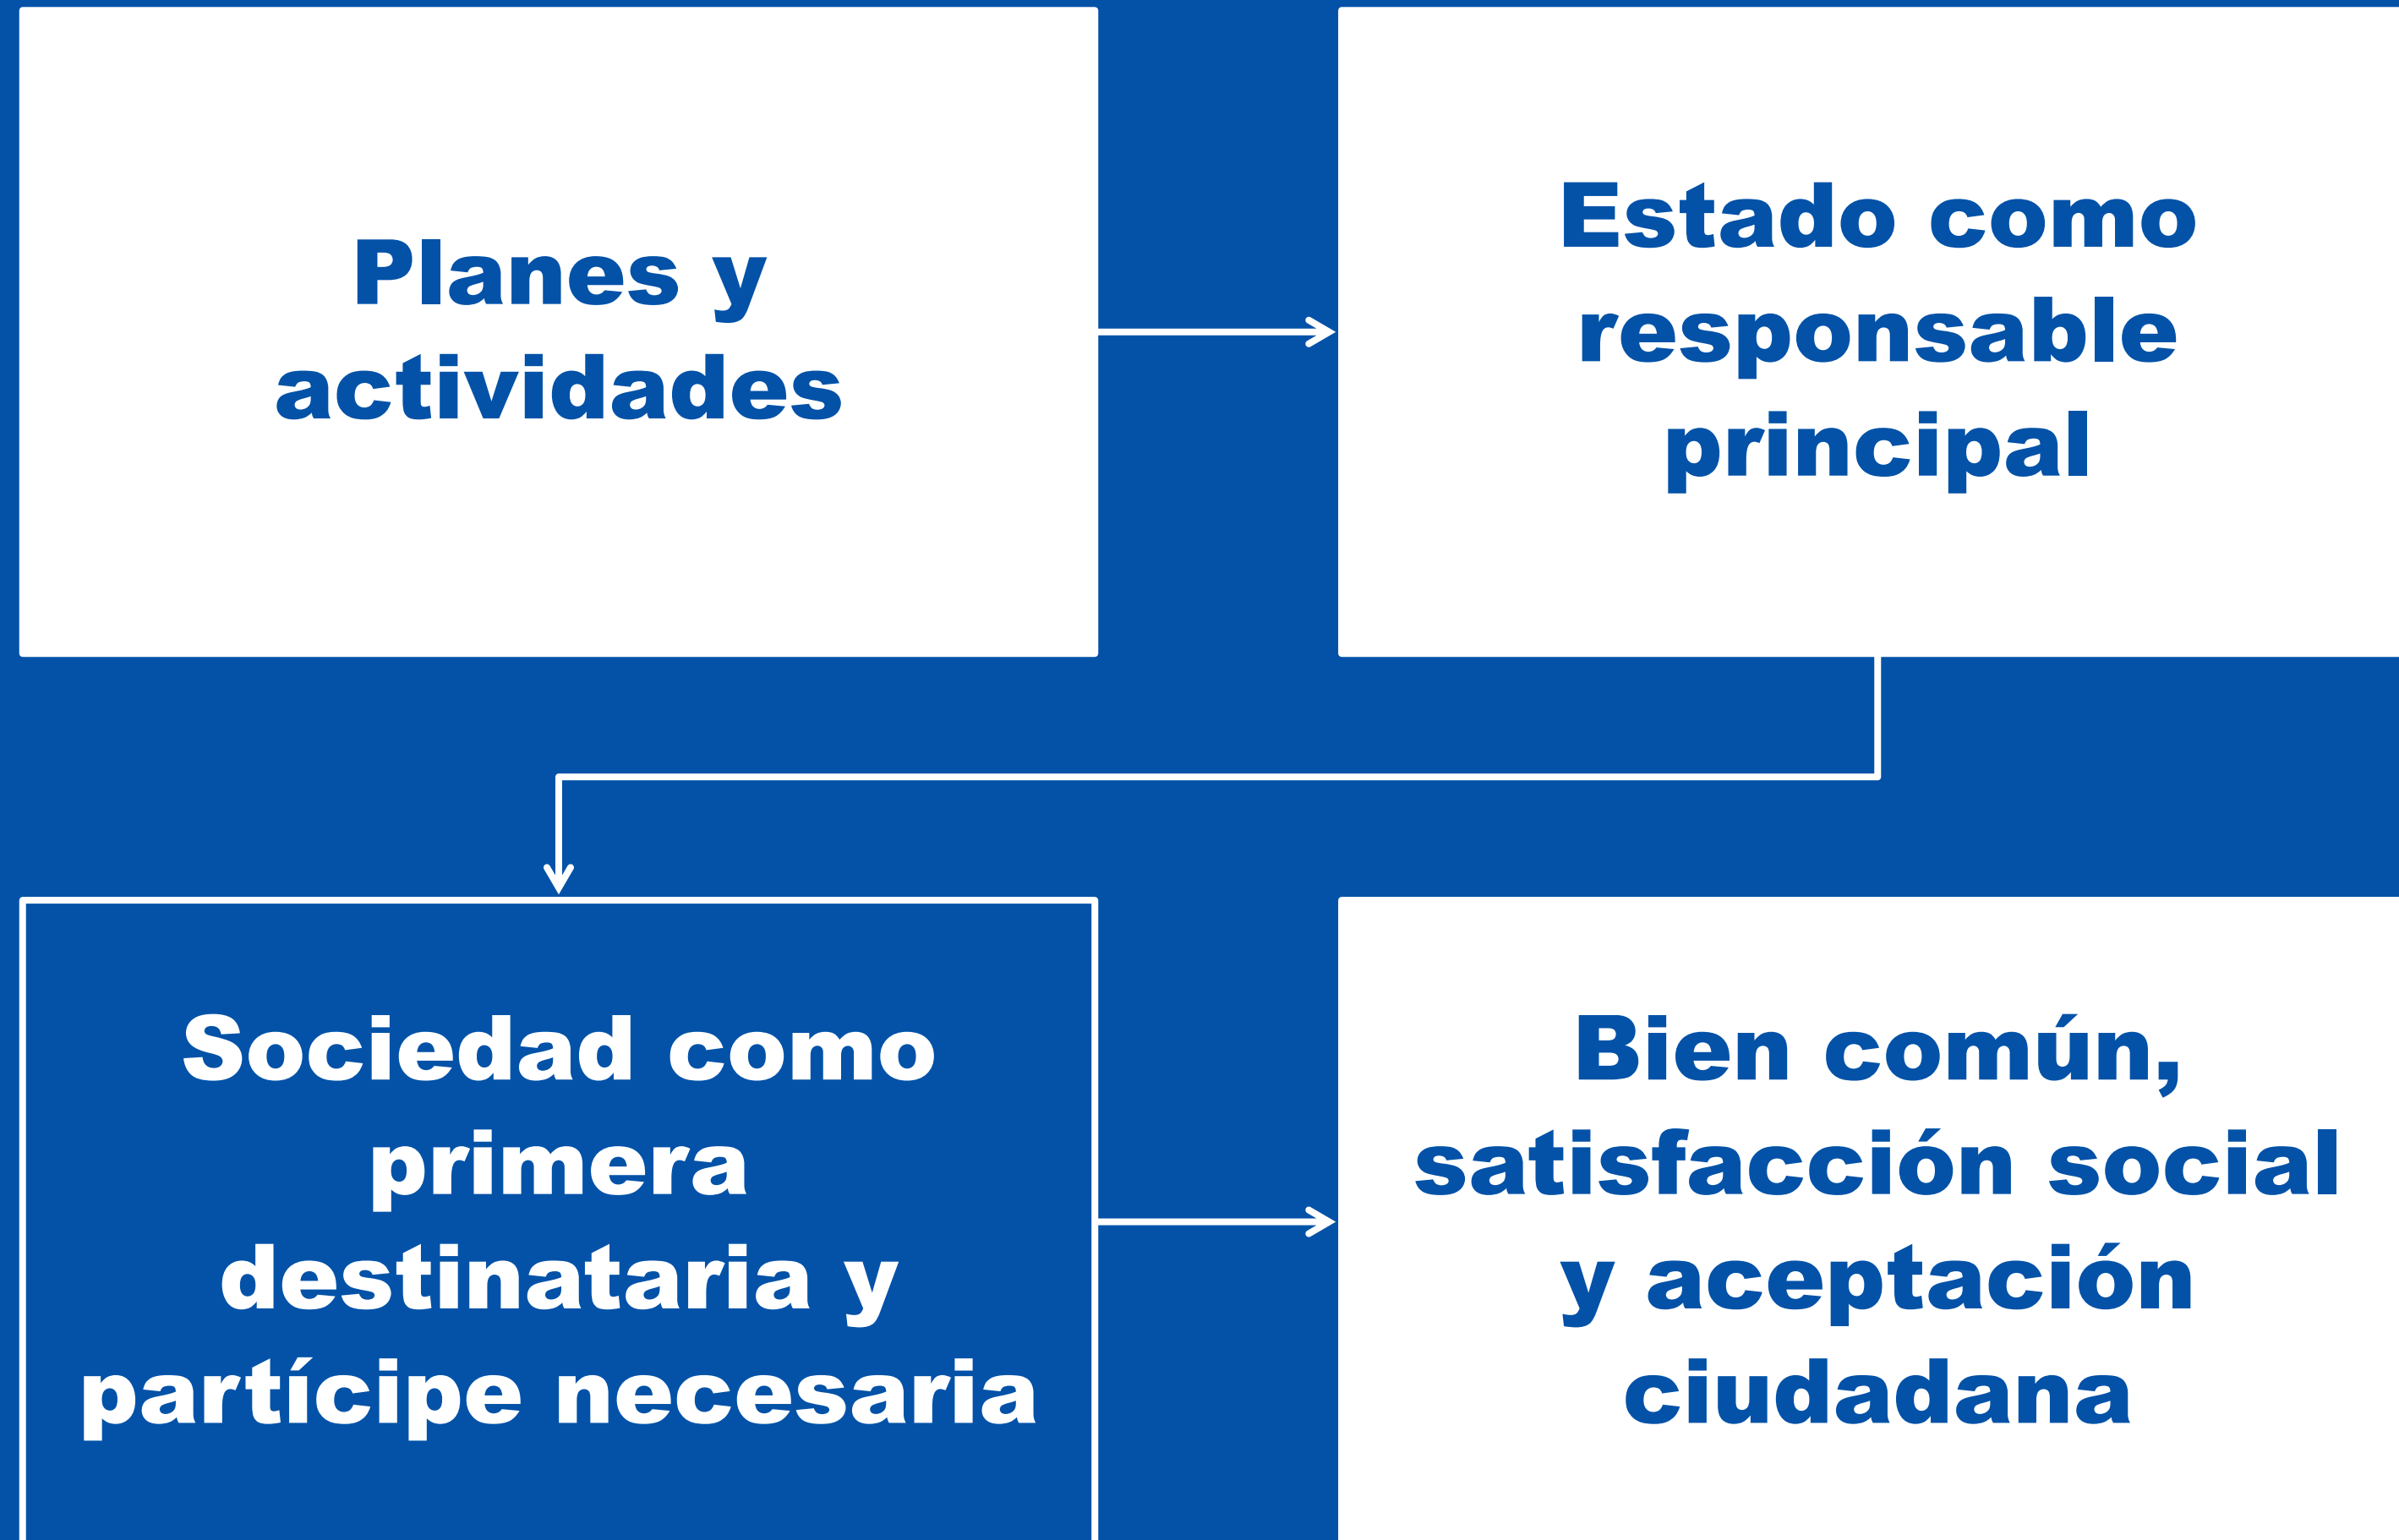 Planes y
actividades
Estado como
responsable
principal
Sociedad como
primera
destinataria y
partícipe necesaria
Bien común,
satisfacción social
y aceptación
ciudadana